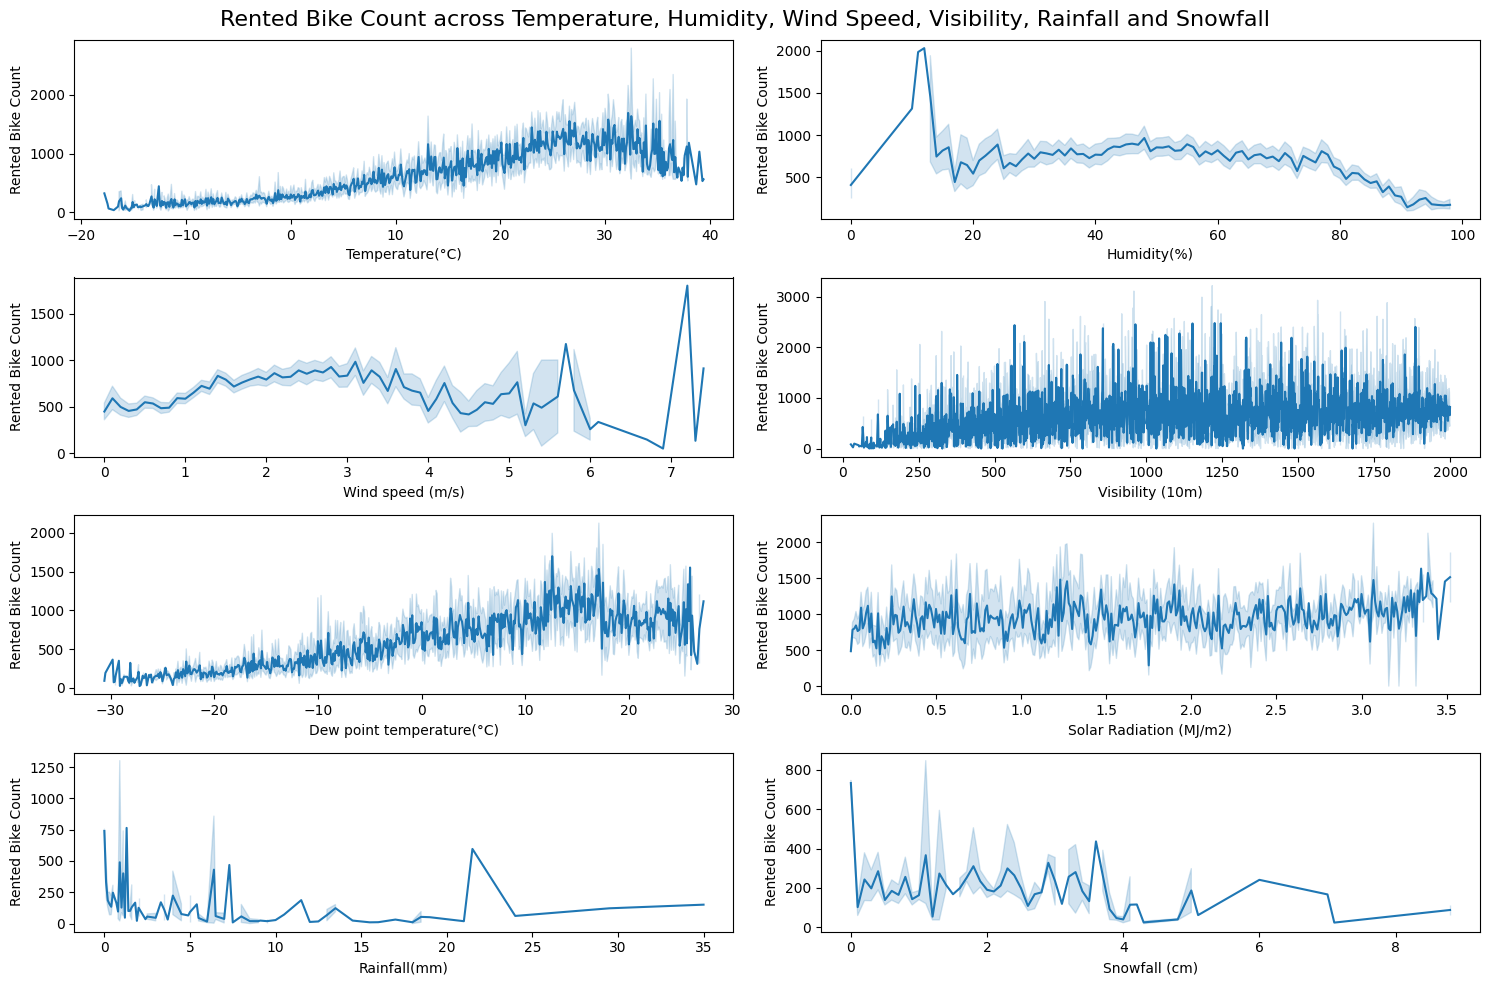 Rented Bike Count across Temperature, Humidity, Wind Speed, Visibility, Rainfall and Snowfall
Rented Bike Count
2000
1000
0
−20 −10 0 10 20 30 40
Temperature(°C)
Rented Bike Count
2000
1500
1000
500
0 20 40 60 80 100
Humidity(%)
Rented Bike Count
1500
1000
500
0
0 1 2 3 4 5 6 7
Wind speed (m/s)
Rented Bike Count
3000
2000
1000
0
0 250 500 750 1000 1250 1500 1750 2000
Visibility (10m)
Rented Bike Count
2000
1500
1000
500
0
−30 −20 −10 0 10 20 30
Dew point temperature(°C)
Rented Bike Count
2000
1500
1000
500
0
0.0 0.5 1.0 1.5 2.0 2.5 3.0 3.5
Solar Radiation (MJ/m2)
Rented Bike Count
1250
1000
750
500
250
0
0 5 10 15 20 25 30 35
Rainfall(mm)
Rented Bike Count
800
600
400
200
0
0 2 4 6 8
Snowfall (cm)